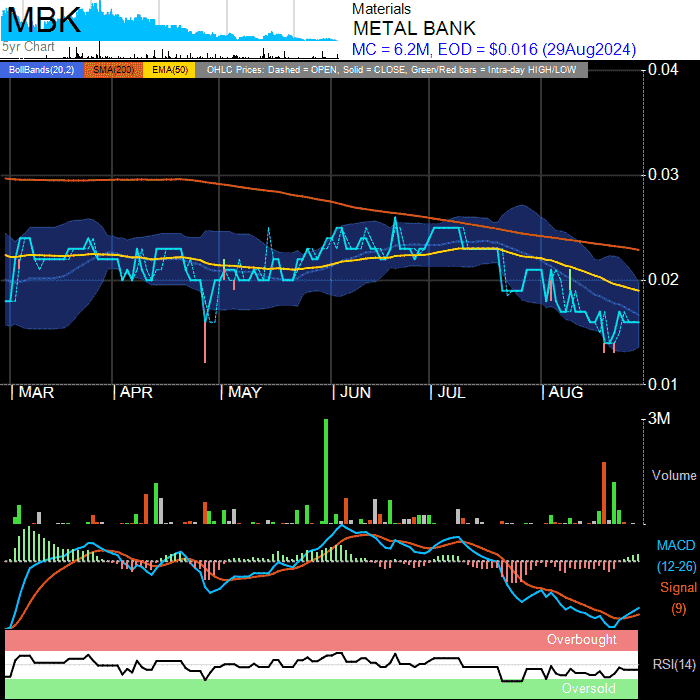 MBK
5yr Chart
Materials
METAL BANK
MC = 6.2M, EOD = $0.016 (29Aug2024)
BollBands(20,2) SMA(200) EMA(50) OHLC Prices: Dashed = OPEN, Solid = CLOSE, Green/Red bars = Intra-day HIGH/LOW
0.04
0.03
0.02
0.01
MAR APR MAY JUN JUL AUG
3M
Volume
MACD
(12-26)
Signal
(9)
Overbought
RSI(14)
Oversold